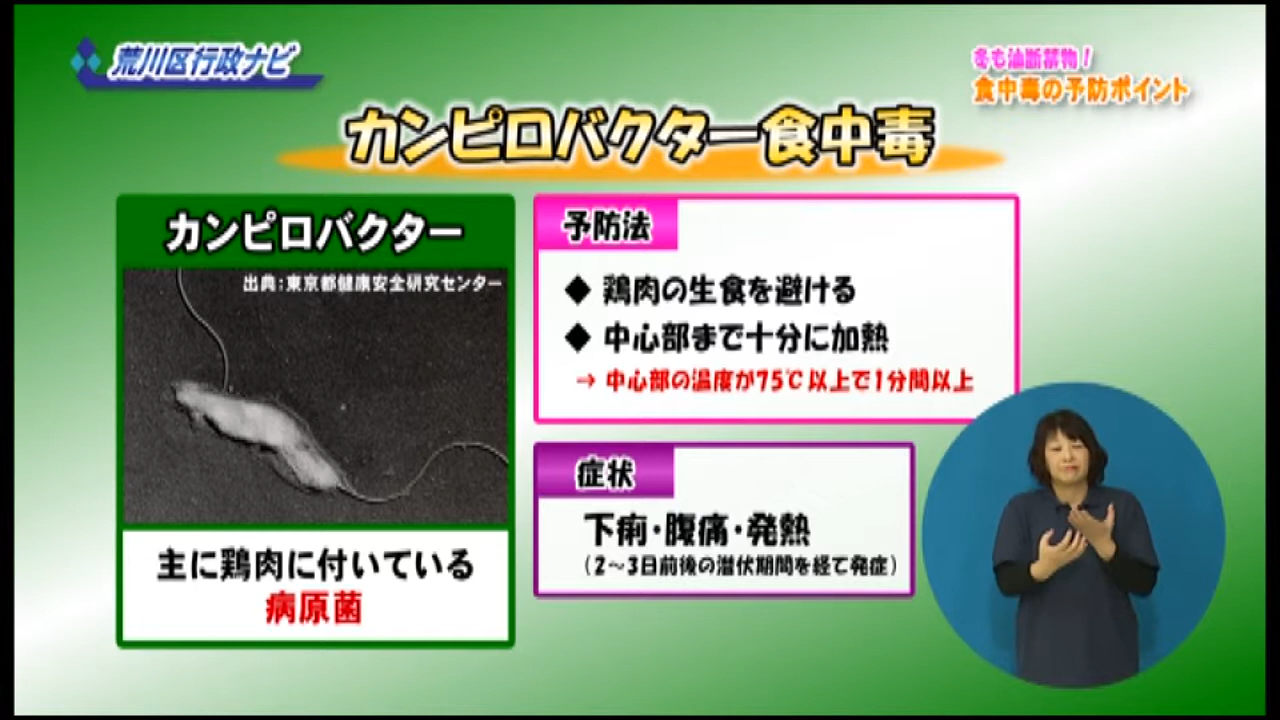 荒川区行政ナビ
冬も油断禁物！
食中毒の予防ポイント
カンピロバクター食中毒
カンピロバクター
出典：東京都健康安全研究センター
主に鶏肉に付いている
病原菌
予防法
◆ 鶏肉の生食を避ける
◆ 中心部まで十分に加熱
→ 中心部の温度が75℃以上で1分間以上
症状
下痢・腹痛・発熱
（2～3日前後の潜伏期間を経て発症）